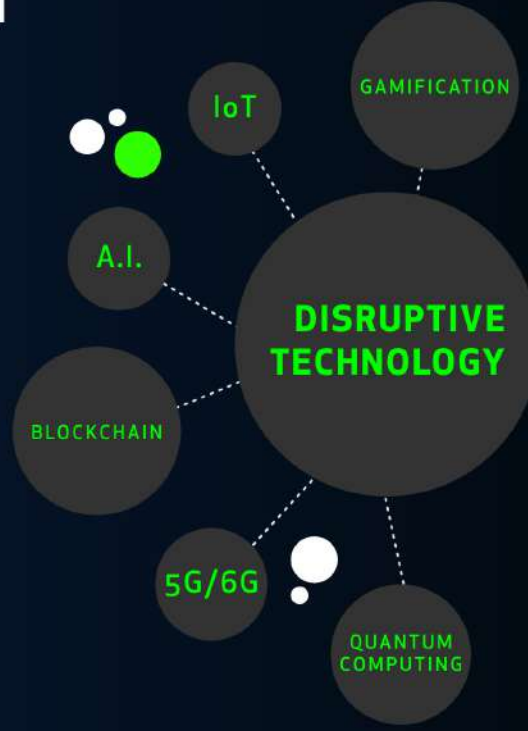 IoT
GAMIFICATION
A.I.
DISRUPTIVE
TECHNOLOGY
BLOCKCHAIN
5G/6G
QUANTUM
COMPUTING